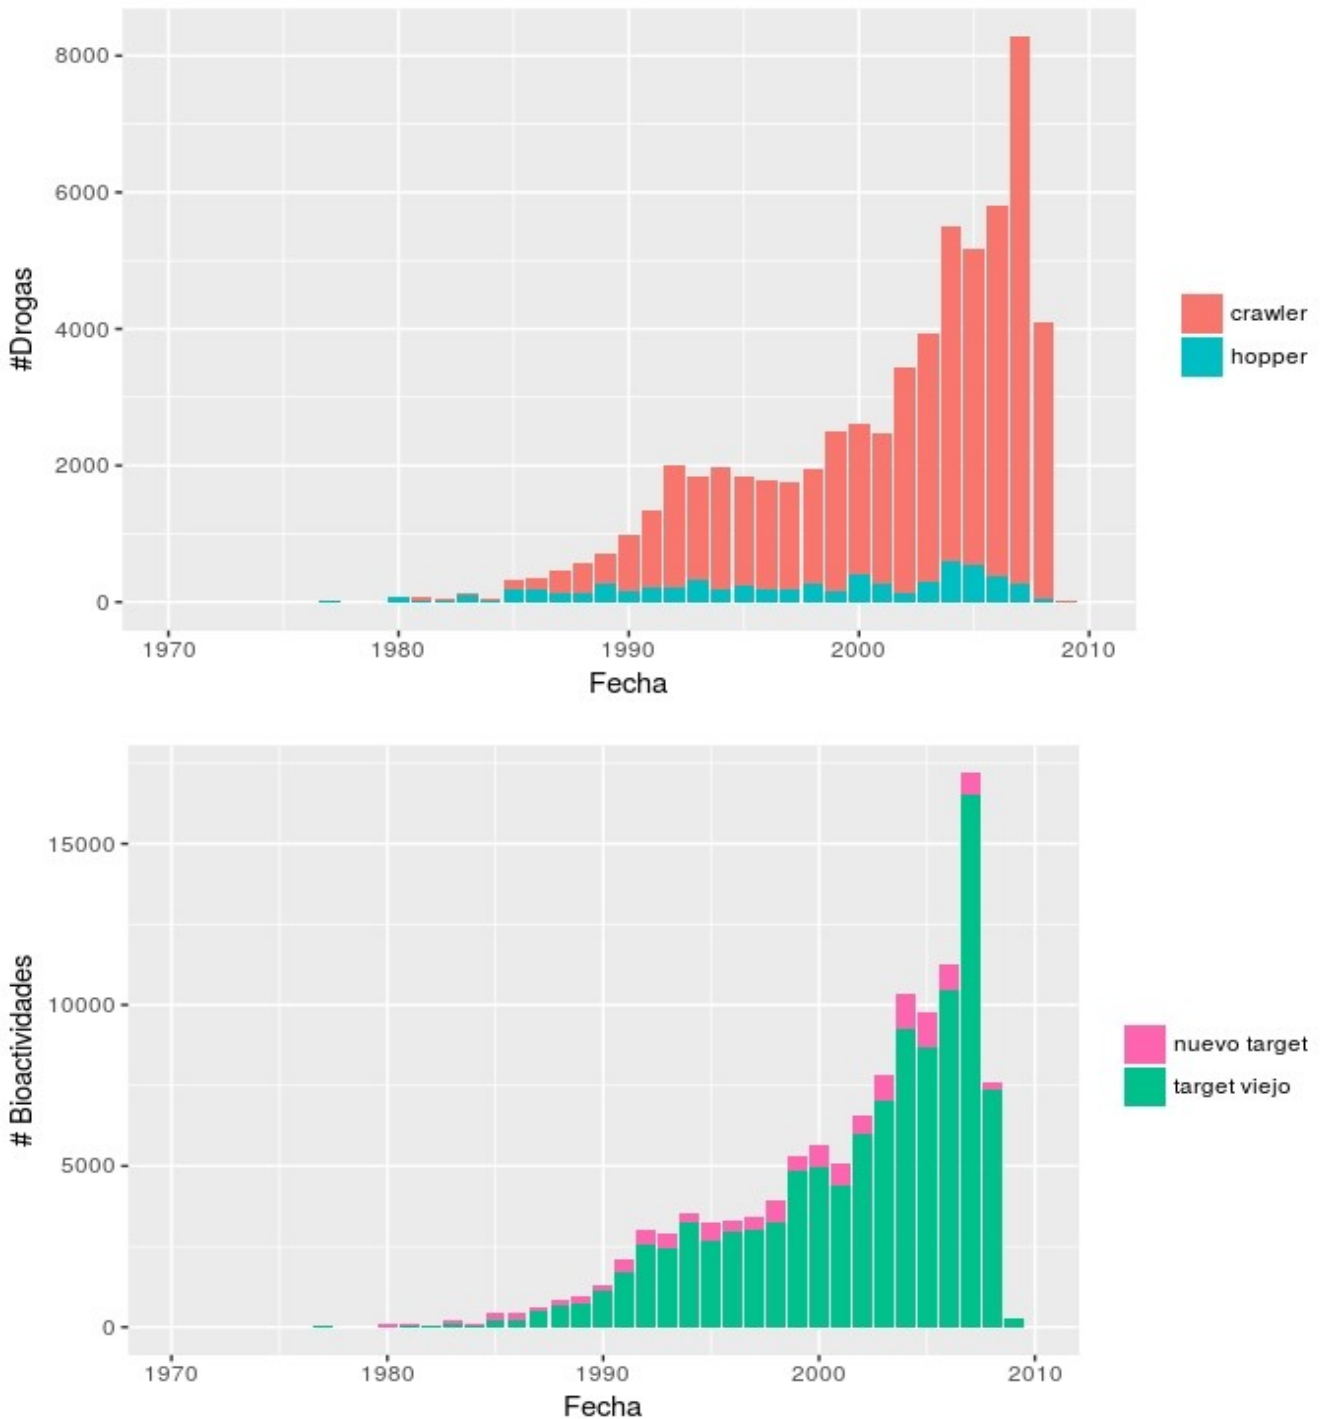 8000
6000
4000
2000
0
#Drogas
1970 1980 1990 2000 2010
Fecha
crawler
hopper
15000
10000
5000
0
# Bioactividades
1970 1980 1990 2000 2010
Fecha
nuevo target
target viejo